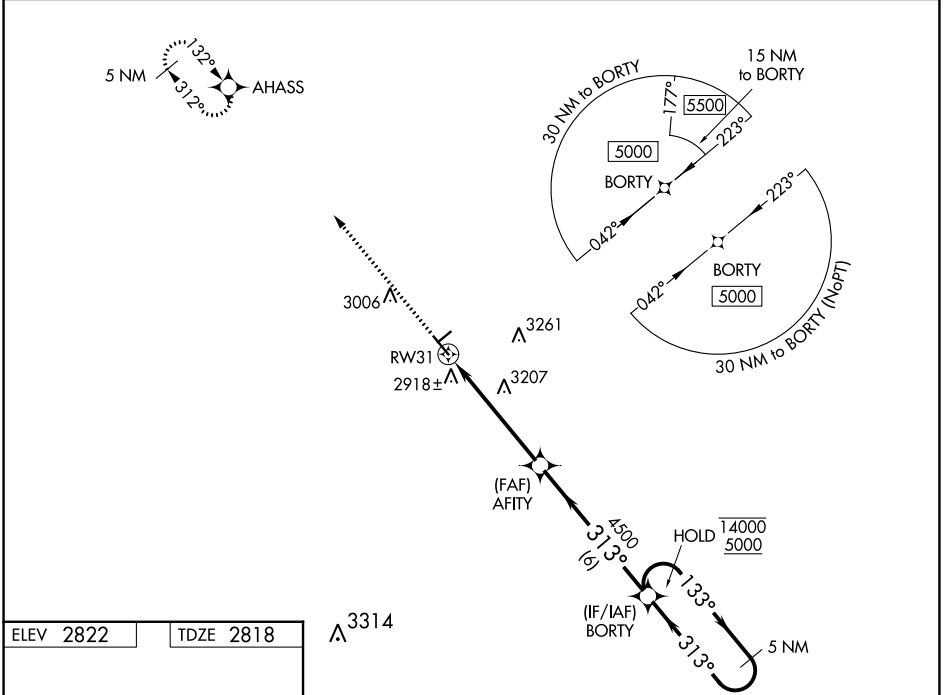 5 NM
132°
312°
AHASS
15 NM
to BORTY
30 NM to BORTY
177°
5500
223°
5000
BORTY
042°
223°
BORTY
042°
5000
30 NM to BORTY (NoPT)
3006
3261
RW31
2918±
3207
(FAF)
AFITY
4500
313°
(6)
HOLD
14000
5000
133°
(IF/IAF)
BORTY
313°
5 NM
ELEV 2822
TDZE 2818
3314